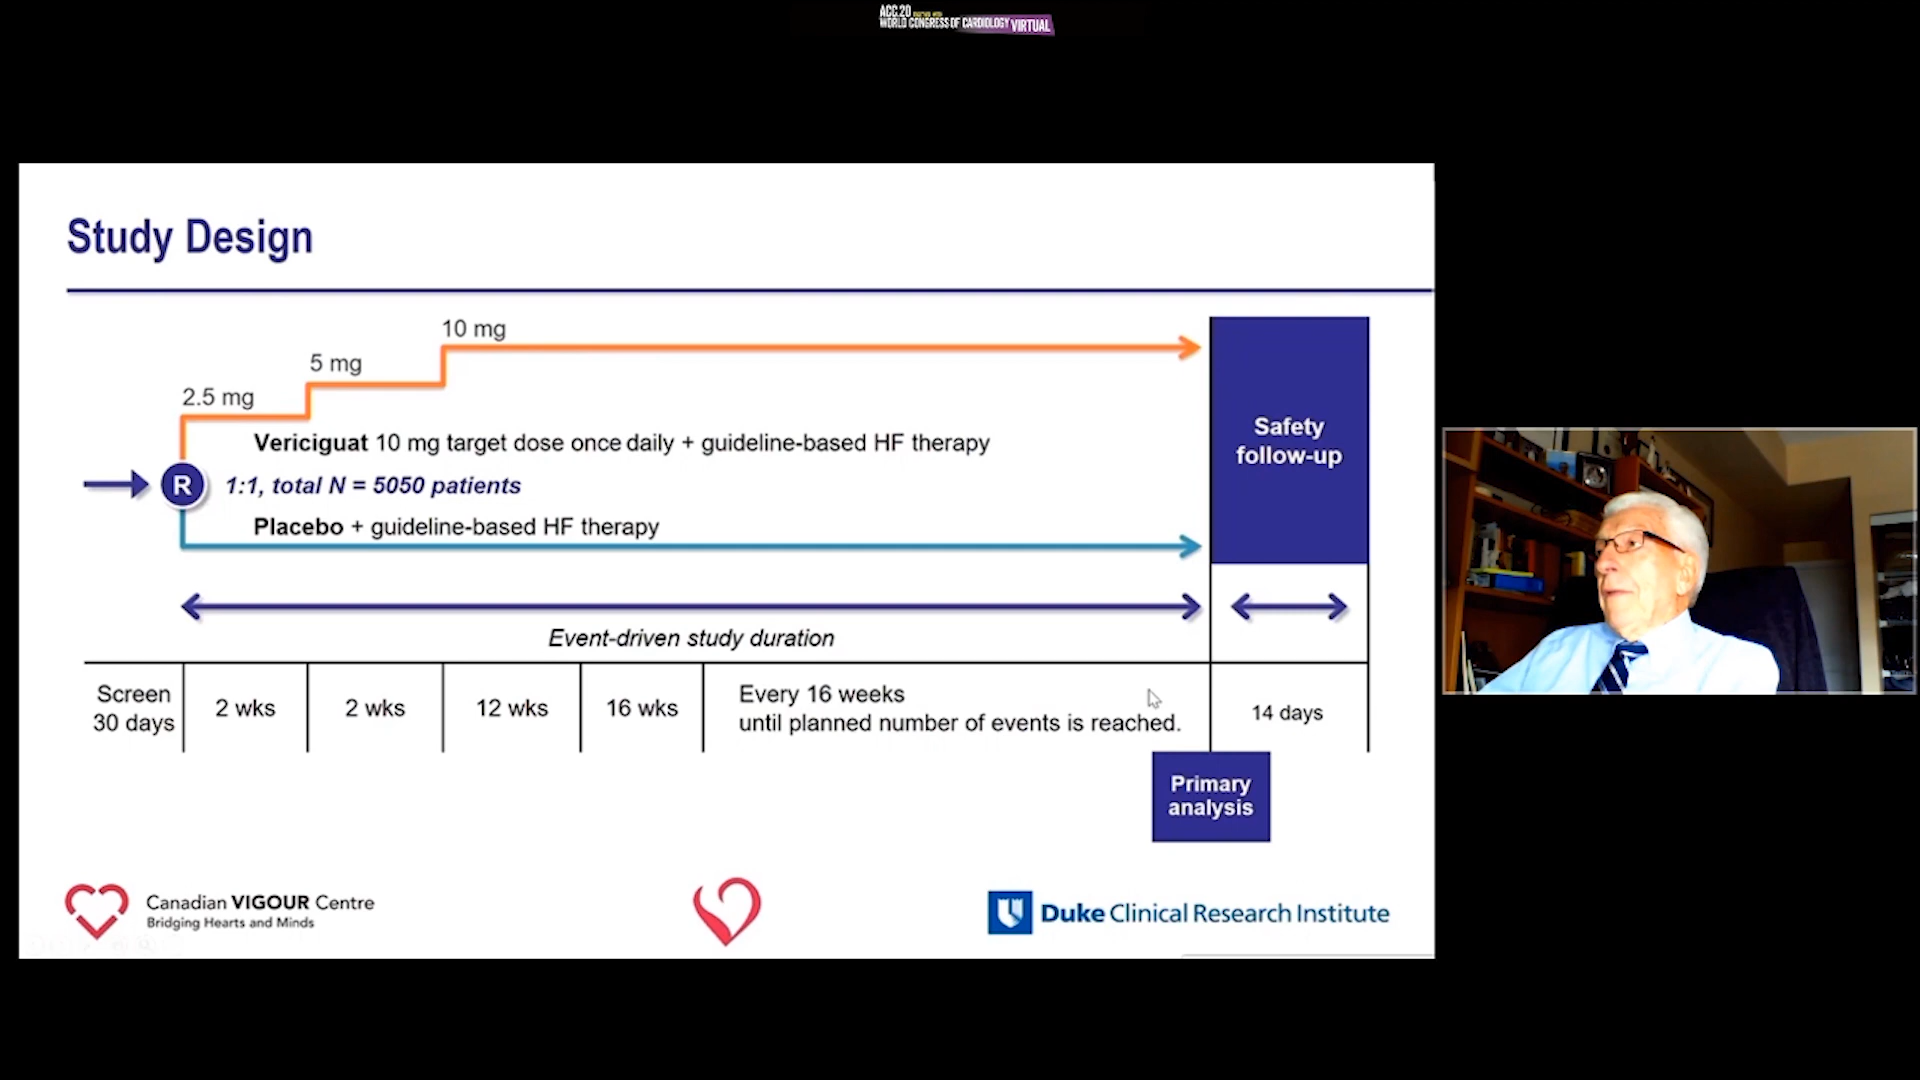 ACC.20
WORLD CONGRESS OF CARDIOLOGY VIRTUAL
Study Design
10 mg
5 mg
2.5 mg
Vericiguat 10 mg target dose once daily + guideline-based HF therapy
R
1:1, total N = 5050 patients
Placebo + guideline-based HF therapy
Safety
follow-up
Event-driven study duration
Screen
30 days
2 wks
2 wks
12 wks
16 wks
Every 16 weeks
until planned number of events is reached.
14 days
Primary
analysis
Canadian VIGOUR Centre
Bridging Hearts and Minds
Duke Clinical Research Institute